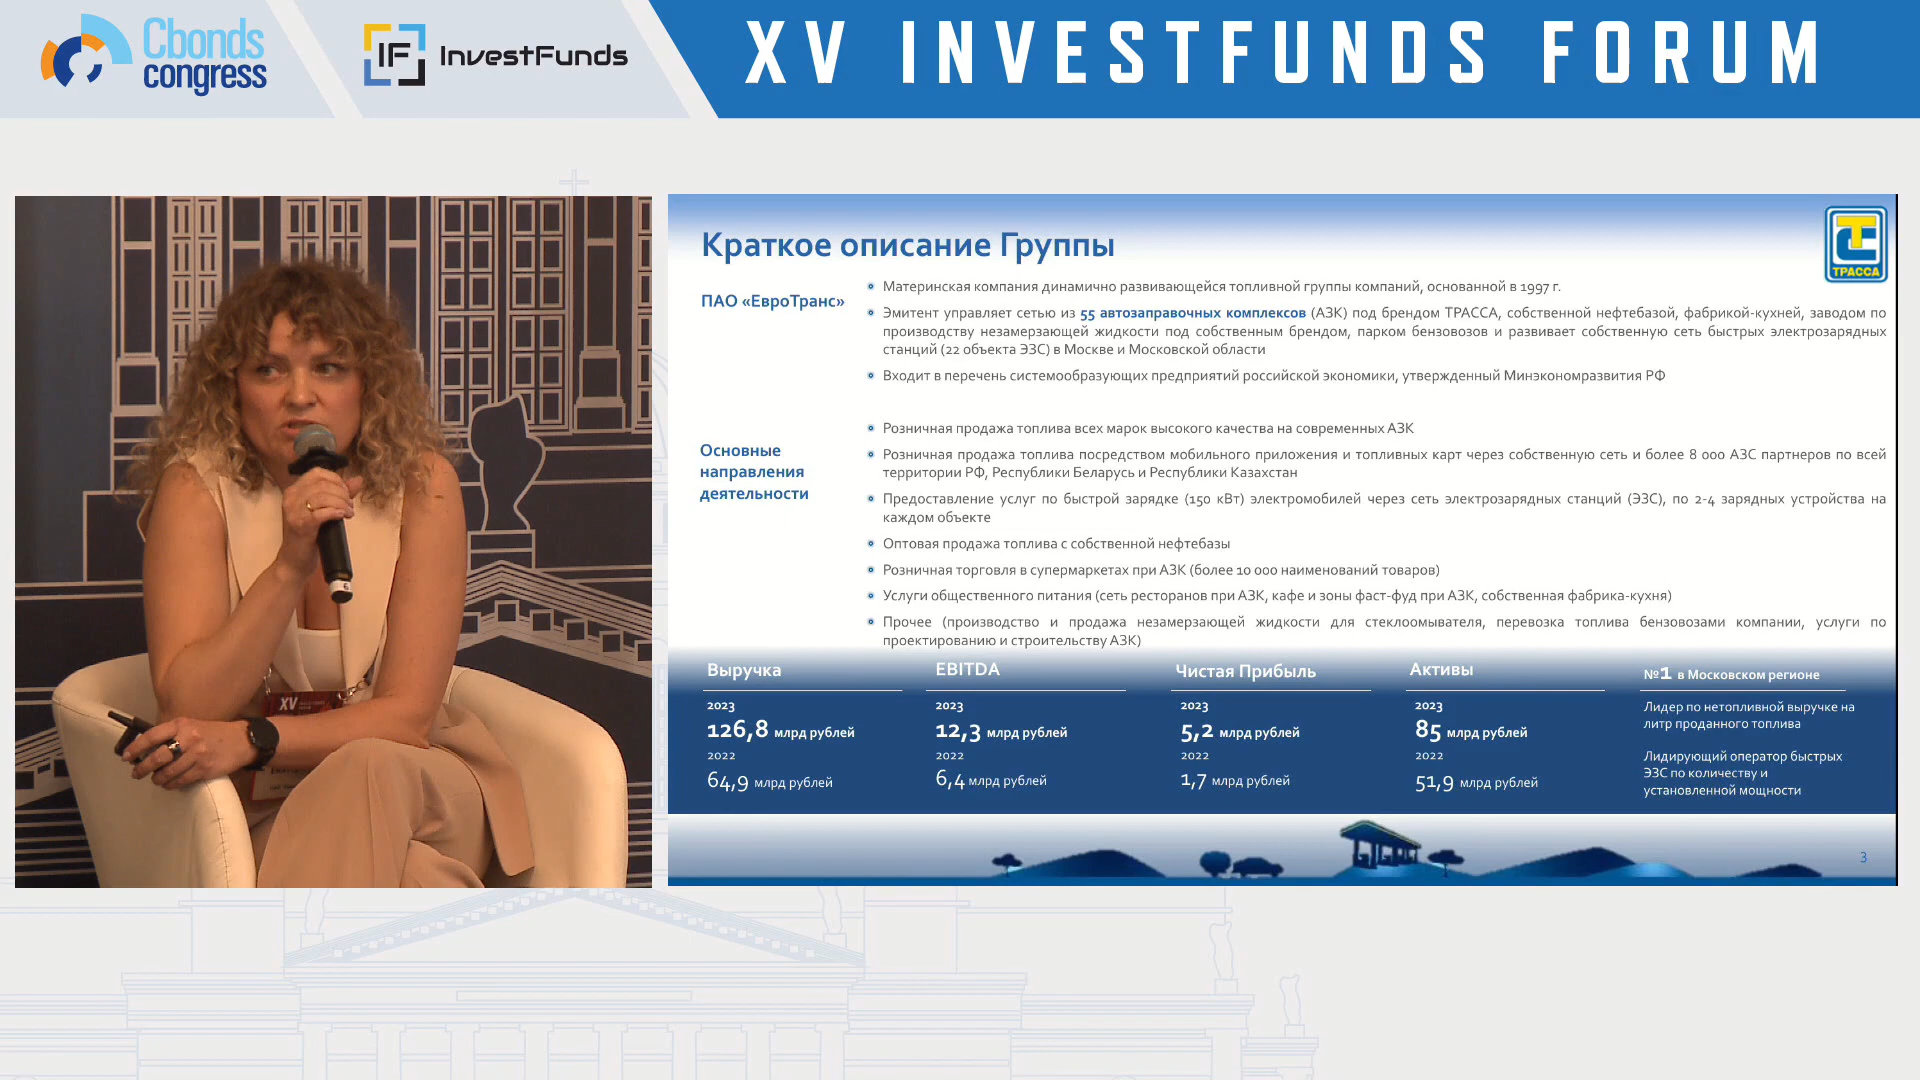 Cbonds
congress
IF InvestFunds
XV INVESTFUNDS FORUM
Краткое описание Группы
ТС
ТРАССА
ПАО «ЕвроТранс»
Материнская компания динамично развивающейся топливной группы компаний, основанной в 1997 г.
Эмитент управляет сетью из 55 автозаправочных комплексов (АЗК) под брендом ТРАССА, собственной нефтебазой, фабрикой-кухней, заводом по
производству незамерзающей жидкости под собственным брендом, парком бензовозов и развивает собственную сеть быстрых электрозарядных
станций (22 объекта ЭЗС) в Москве и Московской области
Входит в перечень системообразующих предприятий российской экономики, утвержденный Минэкономразвития РФ
Основные
направления
деятельности
Розничная продажа топлива всех марок высокого качества на современных АЗК
Розничная продажа топлива посредством мобильного приложения и топливных карт через собственную сеть и более 8 000 АЗС партнеров по всей
территории РФ, Республики Беларусь и Республики Казахстан
Предоставление услуг по быстрой зарядке (150 кВт) электромобилей через сеть электрозарядных станций (ЭЗС), по 2-4 зарядных устройства на
каждом объекте
Оптовая продажа топлива с собственной нефтебазы
Розничная торговля в супермаркетах при АЗК (более 10 000 наименований товаров)
Услуги общественного питания (сеть ресторанов при АЗК, кафе и зоны фаст-фуд при АЗК, собственная фабрика-кухня)
Прочее (производство и продажа незамерзающей жидкости для стеклоомывателя, перевозка топлива бензовозами компании, услуги по
проектированию и строительству АЗК)
Выручка
2023
126,8 млрд рублей
2022
64,9 млрд рублей
EBITDA
2023
12,3 млрд рублей
2022
6,4 млрд рублей
Чистая Прибыль
2023
5,2 млрд рублей
2022
1,7 млрд рублей
Активы
2023
85 млрд рублей
2022
51,9 млрд рублей
№1 в Московском регионе
Лидер по нетопливной выручке на
литр проданного топлива
Лидирующий оператор быстрых
ЭЗС по количеству и
установленной мощности
3
XV